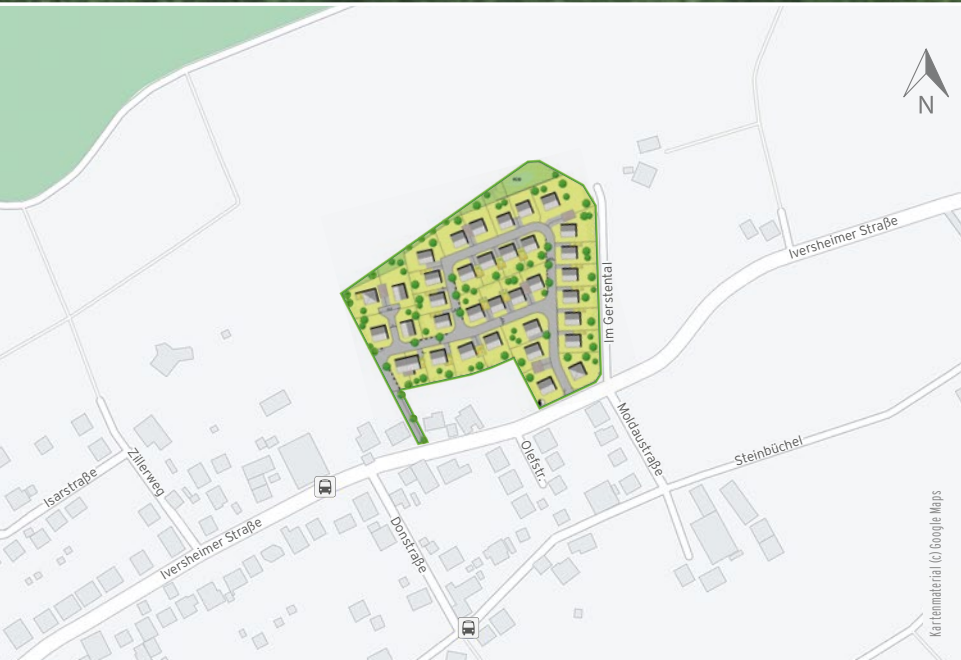 N
Iversheimer Straße
Im Gerstental
Moldaustraße
Steinbüchel
Olefstr.
Zillerweg
Isarstraße
Iversheimer Straße
Donstraße
Kartenmaterial (c) Google Maps